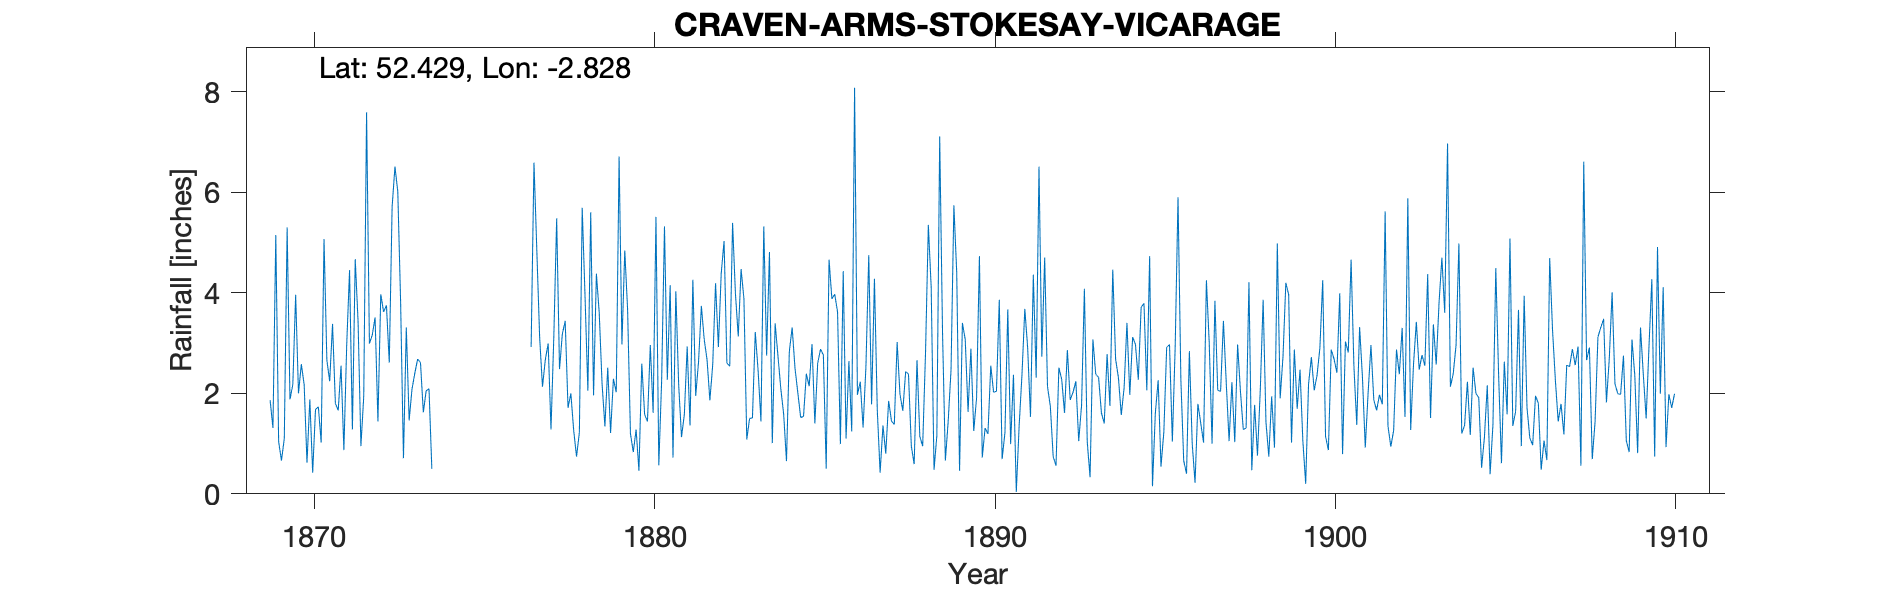 CRAVEN-ARMS-STOKESAY-VICARAGE
Lat: 52.429, Lon: -2.828
8
6
4
2
0
Rainfall [inches]
1870 1880 1890 1900 1910
Year